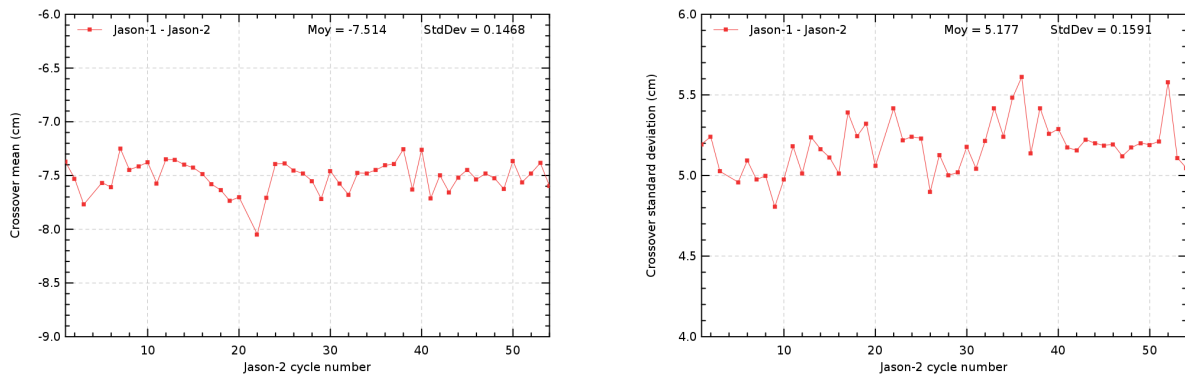 Jason-1 - Jason-2 Moy = -7.514 StdDev = 0.1468
Crossover mean (cm)
-6.0
-6.5
-7.0
-7.5
-8.0
-8.5
-9.0
10 20 30 40 50
Jason-2 cycle number
Jason-1 - Jason-2 Moy = 5.177 StdDev = 0.1591
Crossover standard deviation (cm)
6.0
5.5
5.0
4.5
4.0
10 20 30 40 50
Jason-2 cycle number